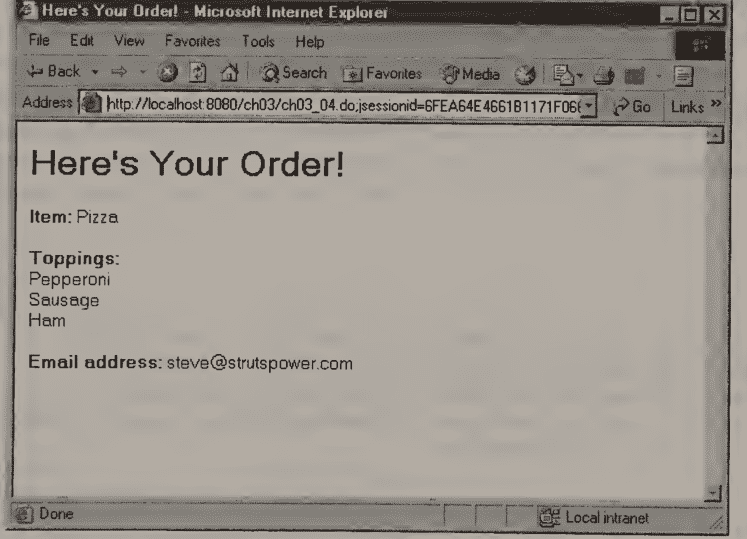 Here's Your Order! - Microsoft Internet Explorer
File Edit View Favorites Tools Help
Back Search Favorites Media
Address http://localhost:8080/ch03/ch03_04.do;jsessionid=6FEA64E4661B1171F066 Go Links »
Here's Your Order!
Item: Pizza
Toppings:
Pepperoni
Sausage
Ham
Email address: steve@strutspower.com
Done Local intranet